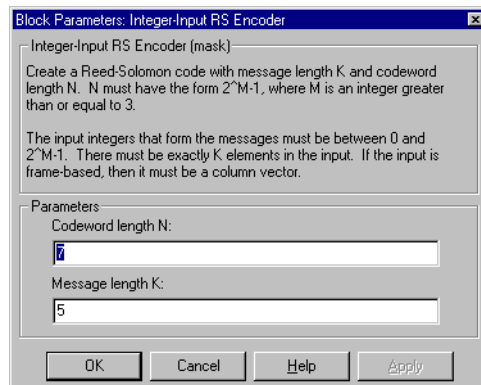 Block Parameters: Integer-Input RS Encoder
Integer-Input RS Encoder (mask)
Create a Reed-Solomon code with message length K and codeword
length N.  N must have the form 2^M-1, where M is an integer greater
than or equal to 3.
The input integers that form the messages must be between 0 and
2^M-1.  There must be exactly K elements in the input.  If the input is
frame-based, then it must be a column vector.
Parameters
Codeword length N:
7
Message length K:
5
OK Cancel Help Apply